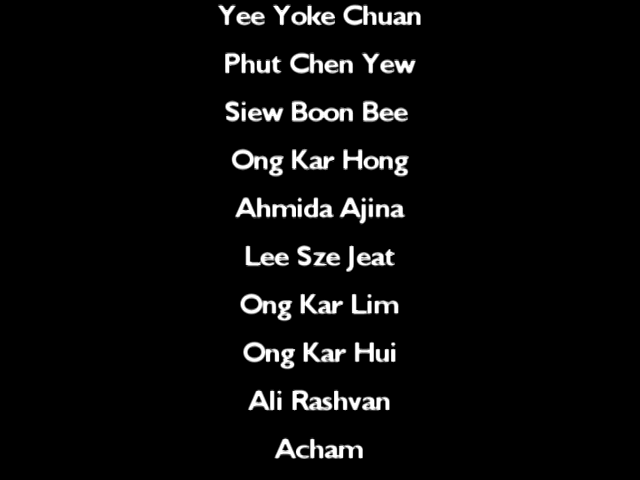 Yee Yoke Chuan
Phut Chen Yew
Siew Boon Bee
Ong Kar Hong
Ahmida Ajina
Lee Sze Jeat
Ong Kar Lim
Ong Kar Hui
Ali Rashvan
Acham